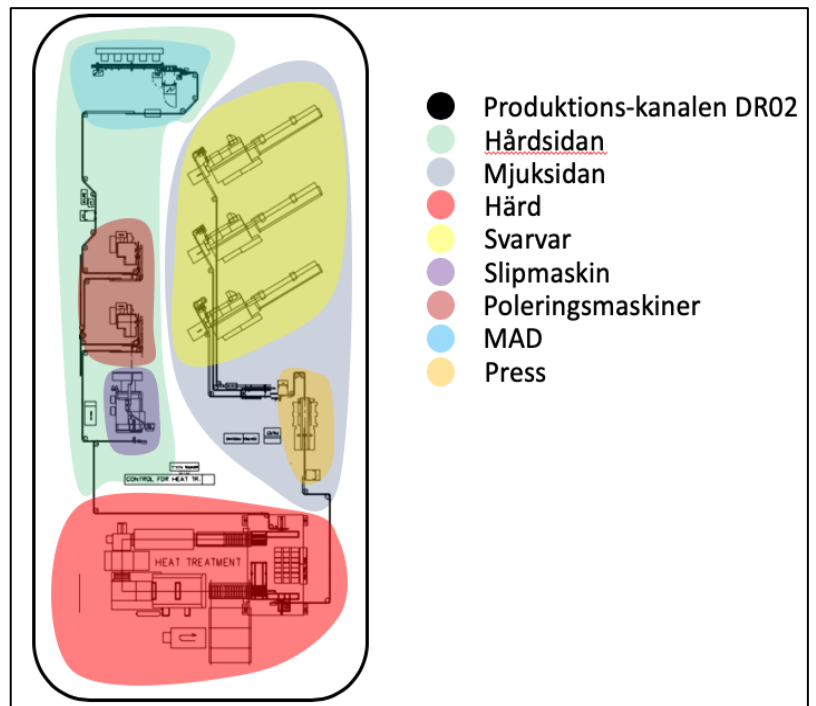 Produktions-kanalen DR02
Hårdsidan
Mjuksidan
Härd
Svarvar
Slipmaskin
Poleringsmaskiner
MAD
Press
CONTROL FOR HEAT TR.
HEAT TREATMENT